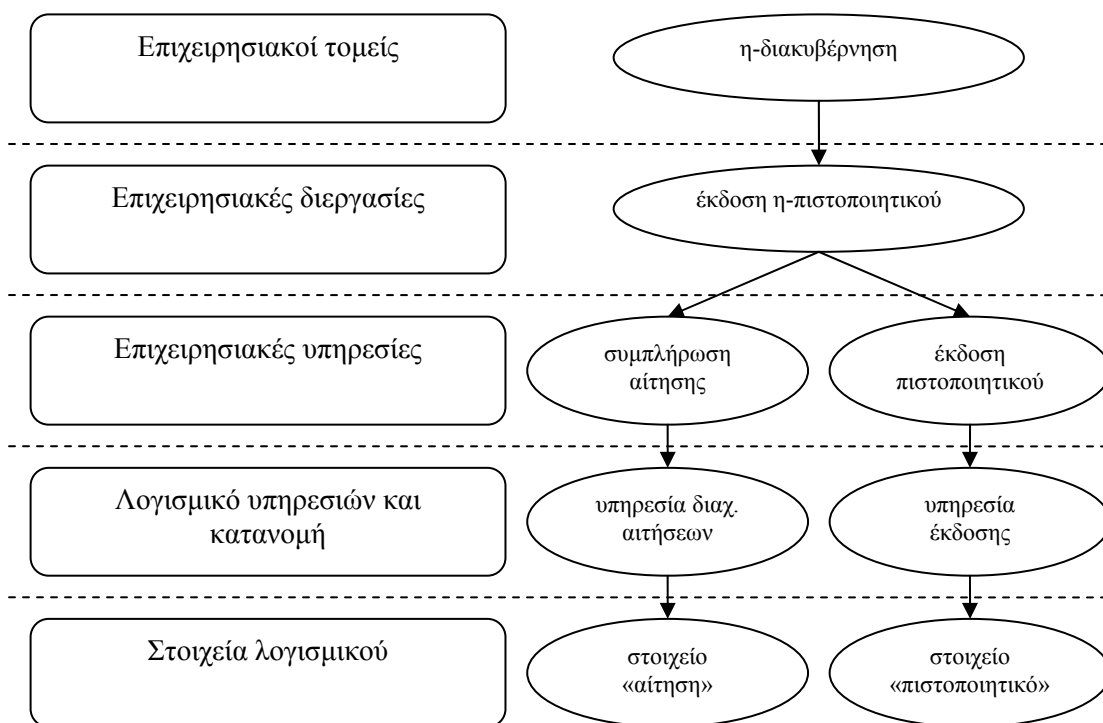 Επιχειρησιακοί τομείς
η-διακυβέρνηση
Επιχειρησιακές διεργασίες
έκδοση η-πιστοποιητικού
Επιχειρησιακές υπηρεσίες
συμπλήρωση
αίτησης
έκδοση
πιστοποιητικού
Λογισμικό υπηρεσιών και
κατανομή
υπηρεσία διαχ.
αιτήσεων
υπηρεσία
έκδοσης
Στοιχεία λογισμικού
στοιχείο
«αίτηση»
στοιχείο
«πιστοποιητικό»